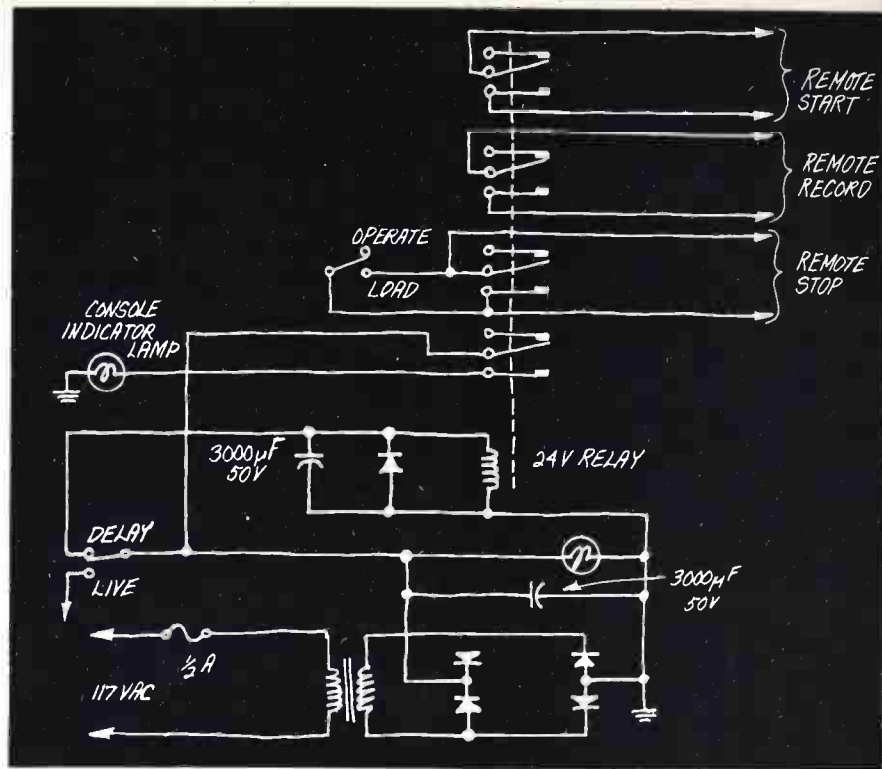 REMOTE
START
REMOTE
RECORD
OPERATE
LOAD
REMOTE
STOP
CONSOLE
INDICATOR
LAMP
3000µF
50V
24V RELAY
DELAY
LIVE
3000µF
50V
½ A
117 VAC